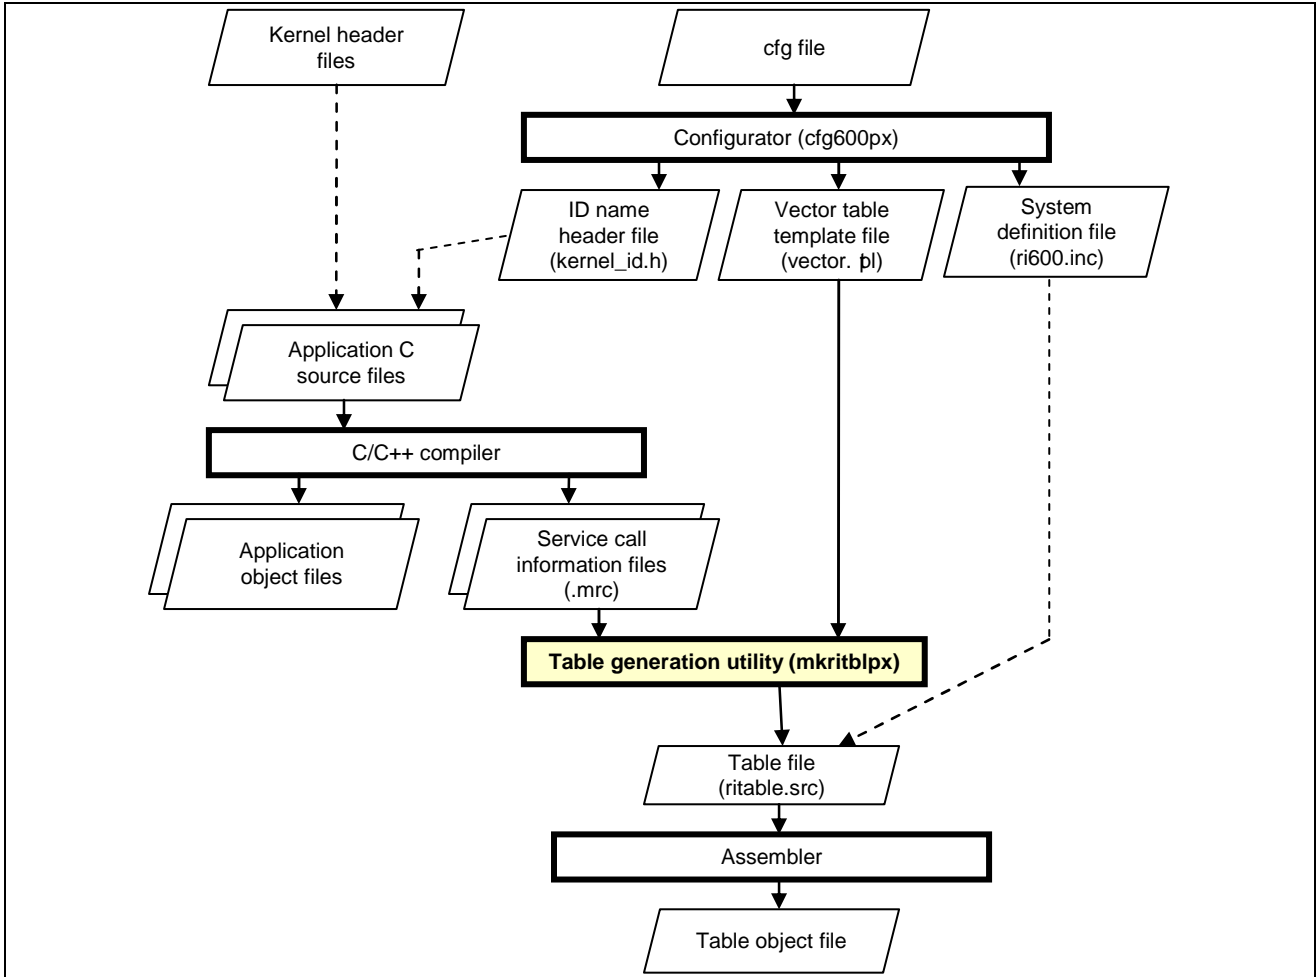 Kernel header
files
cfg file
Configurator (cfg600px)
ID name
header file
(kernel_id.h)
Vector table
template file
(vector.
System
definition file
(ri600.inc)
Application C
source files
C/C++ compiler
Application
object files
Service call
information files
(.mrc)
Table generation utility (mkritblpx)
Table file
(ritable.src)
Assembler
Table object file